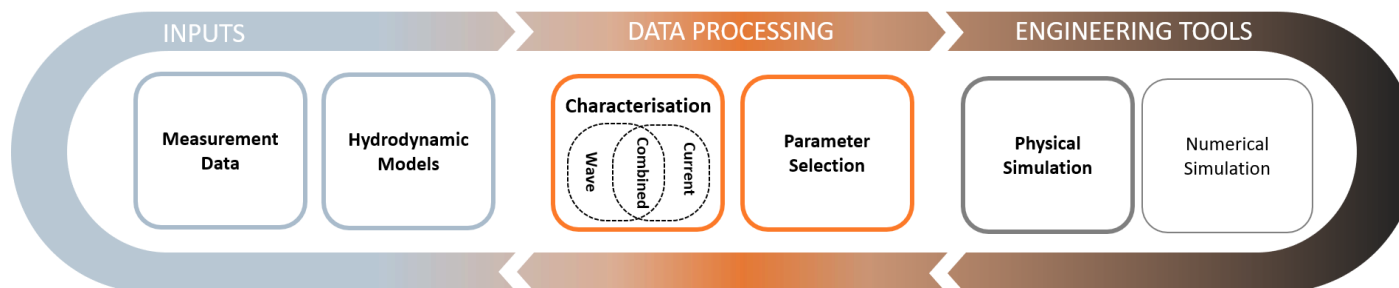 INPUTS
DATA PROCESSING
ENGINEERING TOOLS
Measurement
Data
Hydrodynamic
Models
Characterisation
Wave
Combined
Current
Parameter
Selection
Physical
Simulation
Numerical
Simulation